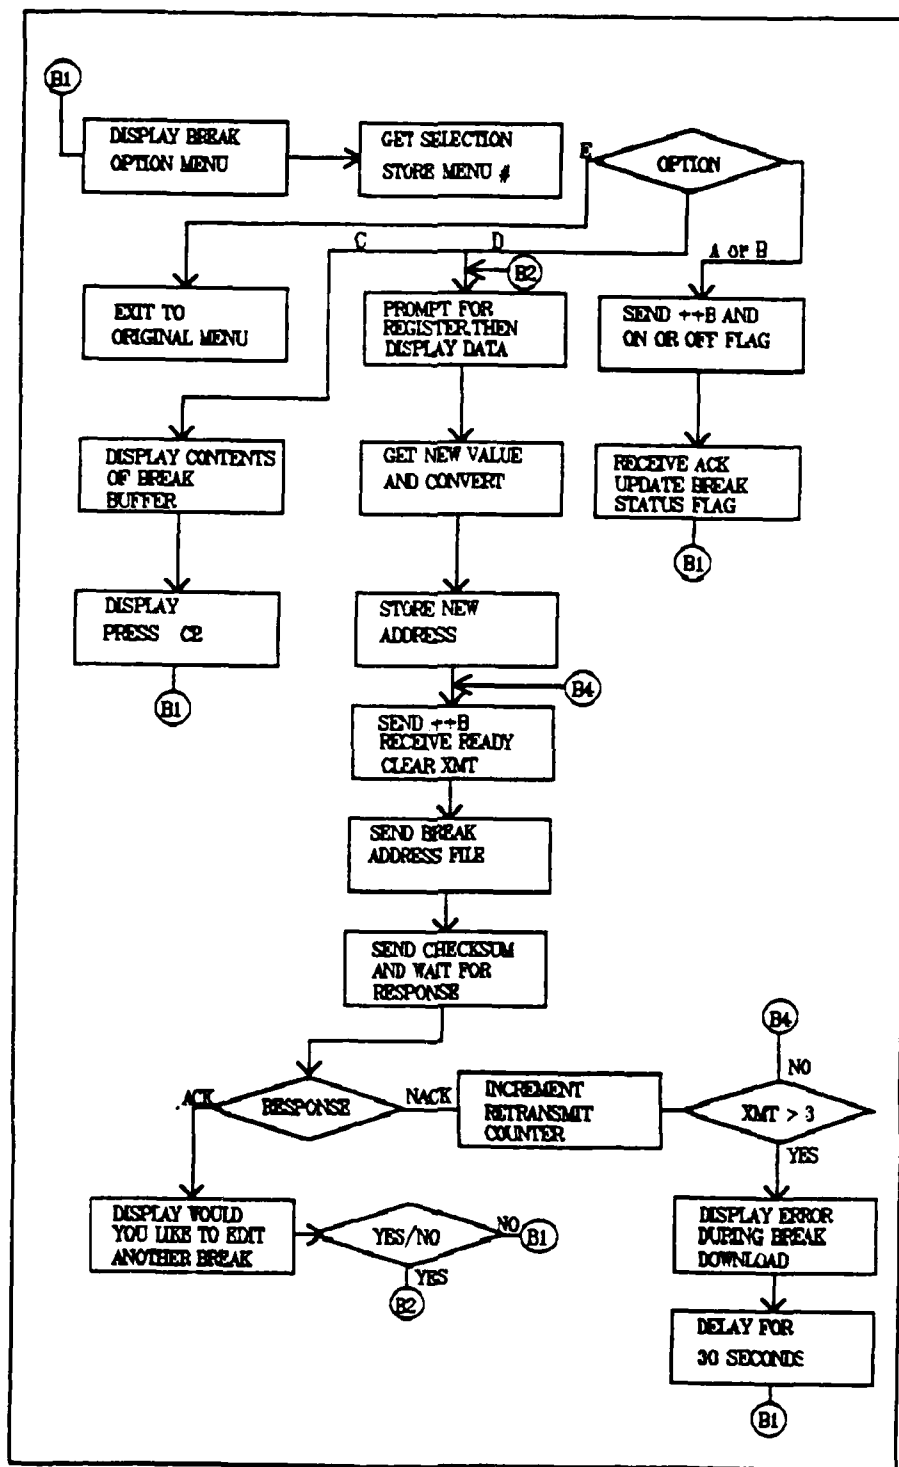 B1
DISPLAY BREAK
OPTION MENU
GET SELECTION
STORE MENU #
E
OPTION
C
D
A or B
B2
EXIT TO
ORIGINAL MENU
PROMPT FOR
REGISTER,THEN
DISPLAY DATA
SEND ++B AND
ON OR OFF FLAG
DISPLAY CONTENTS
OF BREAK
BUFFER
GET NEW VALUE
AND CONVERT
RECEIVE ACK
UPDATE BREAK
STATUS FLAG
B1
DISPLAY
PRESS CR
STORE NEW
ADDRESS
B1
B4
SEND ++B
RECEIVE READY
CLEAR XMT
SEND BREAK
ADDRESS FILE
SEND CHECKSUM
AND WAIT FOR
RESPONSE
B4
NO
ACK
RESPONSE
NACK
INCREMENT
RETRANSMIT
COUNTER
XMT > 3
YES
DISPLAY WOULD
YOU LIKE TO EDIT
ANOTHER BREAK
YES/NO
NO
B1
YES
B2
DISPLAY ERROR
DURING BREAK
DOWNLOAD
DELAY FOR
30 SECONDS
B1